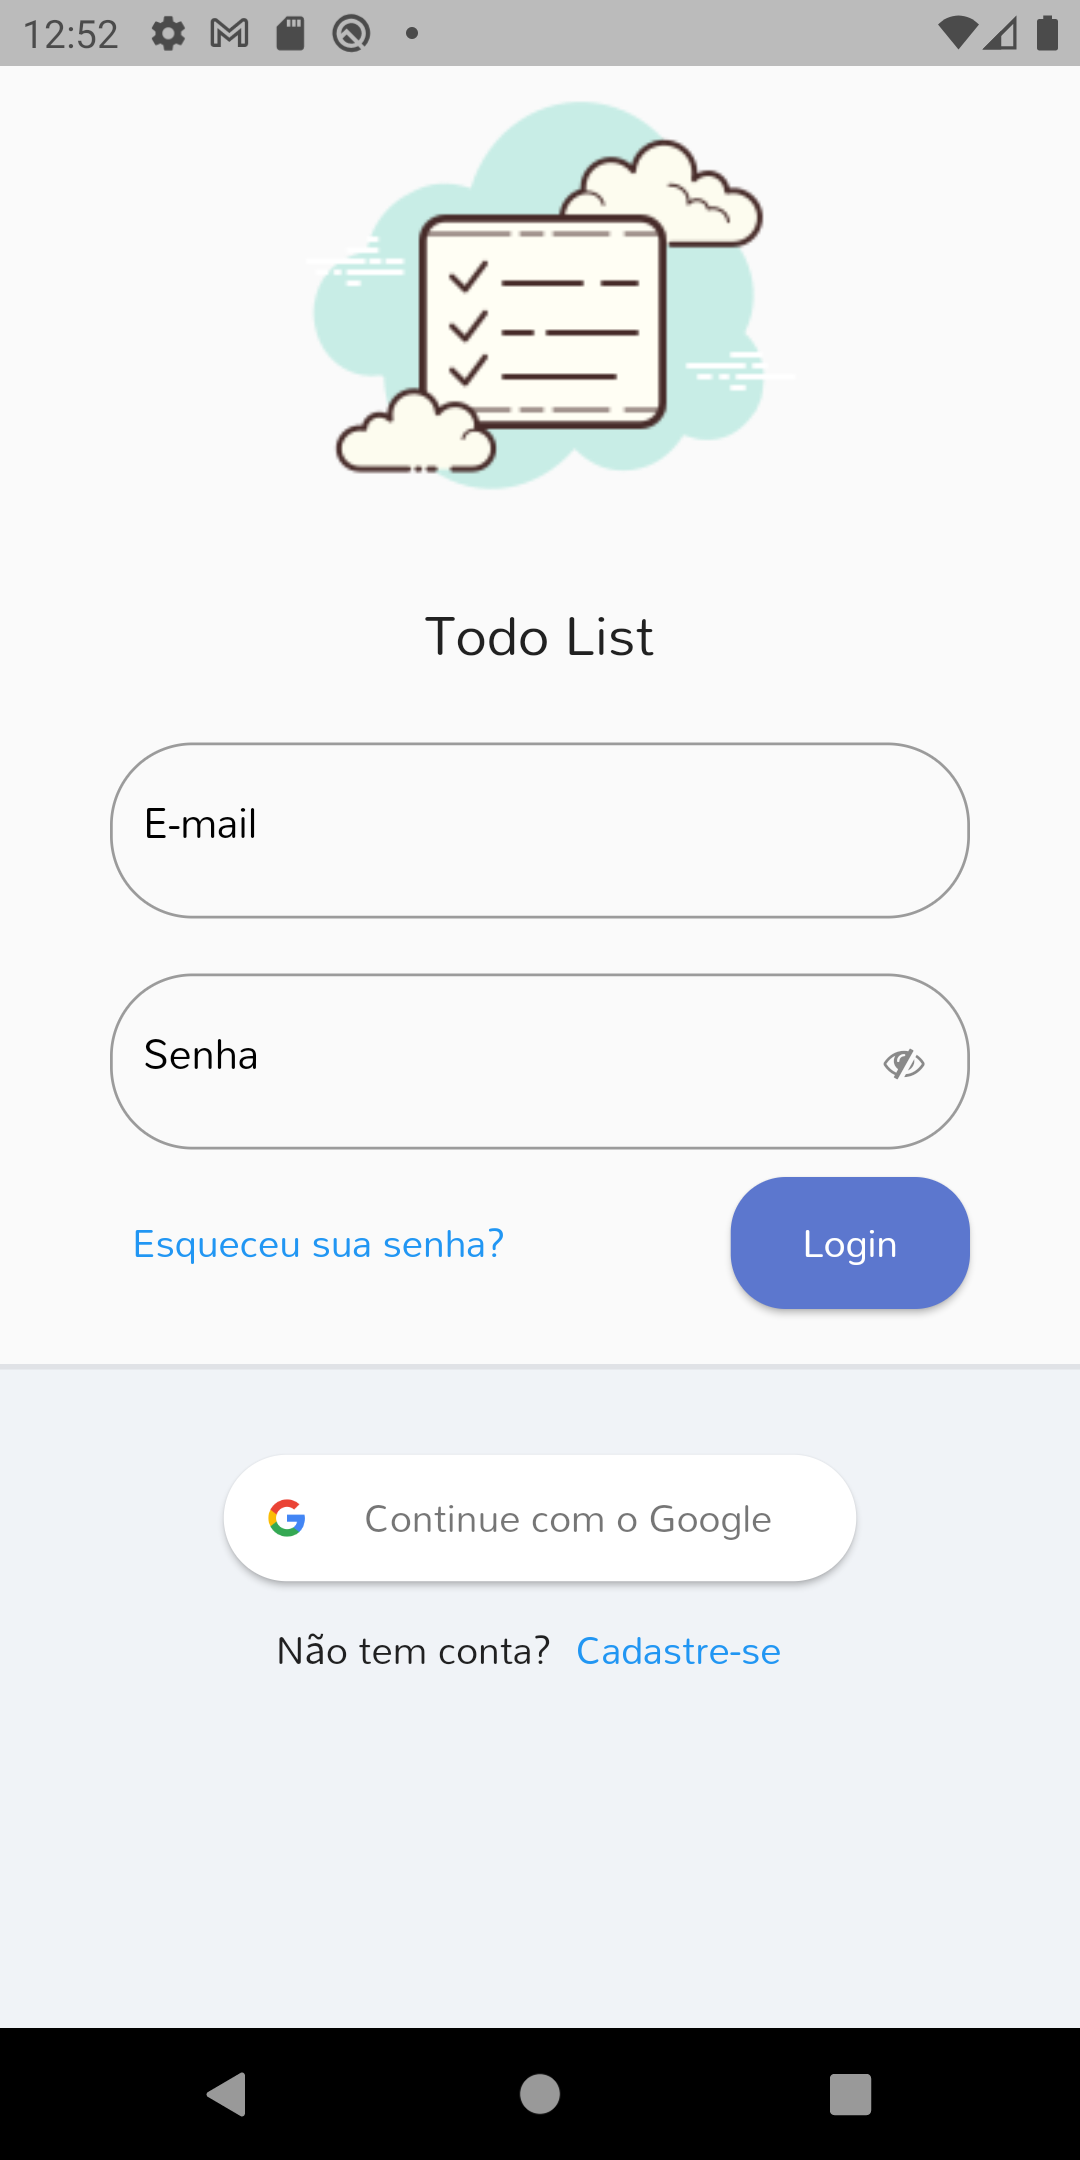 12:52
Todo List
E-mail
Senha
Esqueceu sua senha?
Login
Continue com o Google
Não tem conta? Cadastre-se